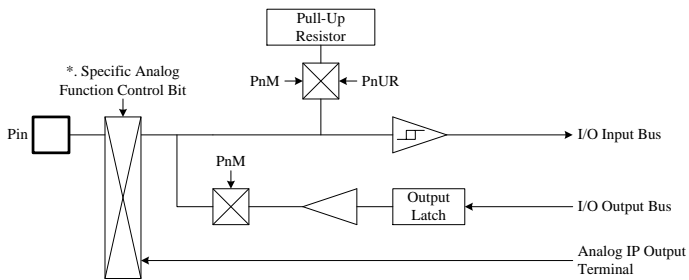 Pull-Up
Resistor
*. Specific Analog
Function Control Bit
PnM
PnUR
Pin
I/O Input Bus
PnM
Output
Latch
I/O Output Bus
Analog IP Output
Terminal